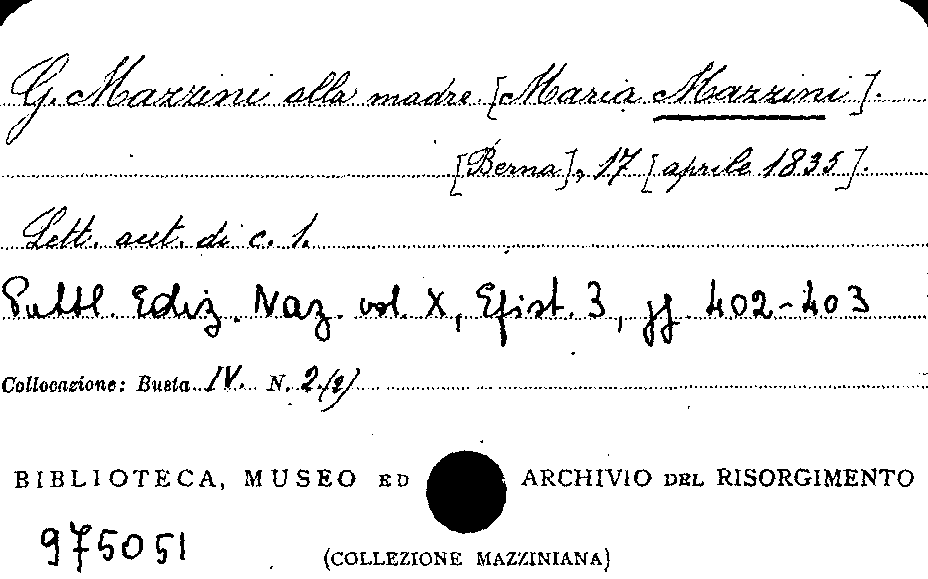 G. Mazzini alla madre [Maria Mazzini].
[Berna], 17 [aprile 1835].
Lett. aut. di c. 1.
Pubbl. Ediz. Naz. vol. X, Epist. 3, pp. 402-403
Collocazione: Busta IV. N. 2.(2)
BIBLIOTECA, MUSEO ED ARCHIVIO DEL RISORGIMENTO
975051
(COLLEZIONE MAZZINIANA)